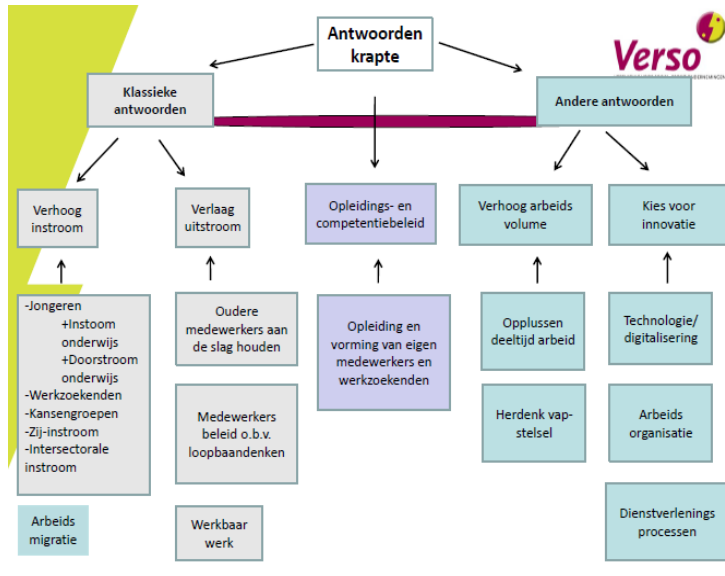 Antwoorden
krapte
Verso
Klassieke
antwoorden
Andere antwoorden
Verhoog
instroom
Verlaag
uitstroom
Opleidings- en
competentiebeleid
Verhoog arbeids
volume
Kies voor
innovatie
-Jongeren
+Instoom
onderwijs
+Doorstroom
onderwijs
-Werkzoekenden
-Kansengroepen
-Zij-instroom
-Intersectorale
instroom
Oudere
medewerkers aan
de slag houden
Opleiding en
vorming van eigen
medewerkers en
werkzoekenden
Opplussen
deeltijd arbeid
Technologie/
digitalisering
Medewerkers
beleid o.b.v.
loopbaandenken
Herdenk vap-
stelsel
Arbeids
organisatie
Arbeids
migratie
Werkbaar
werk
Dienstverlenings
processen